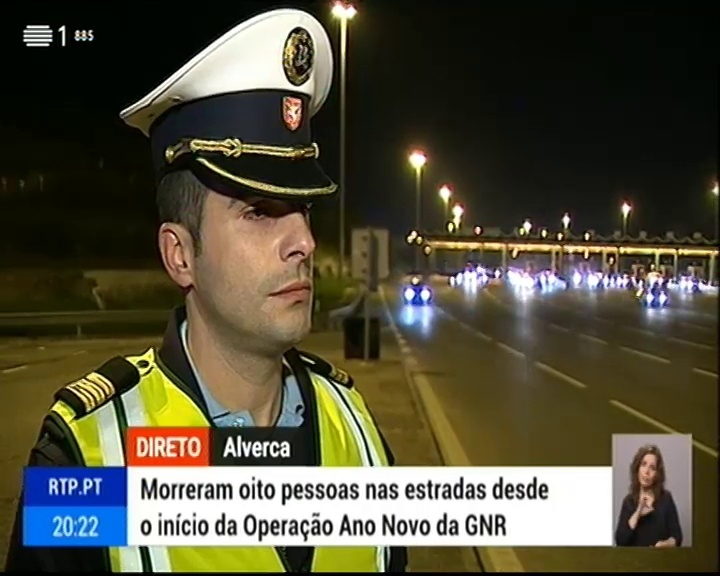 1 885
DIRETO Alverca
RTP.PT
20:22
Morreram oito pessoas nas estradas desde
o início da Operação Ano Novo da GNR